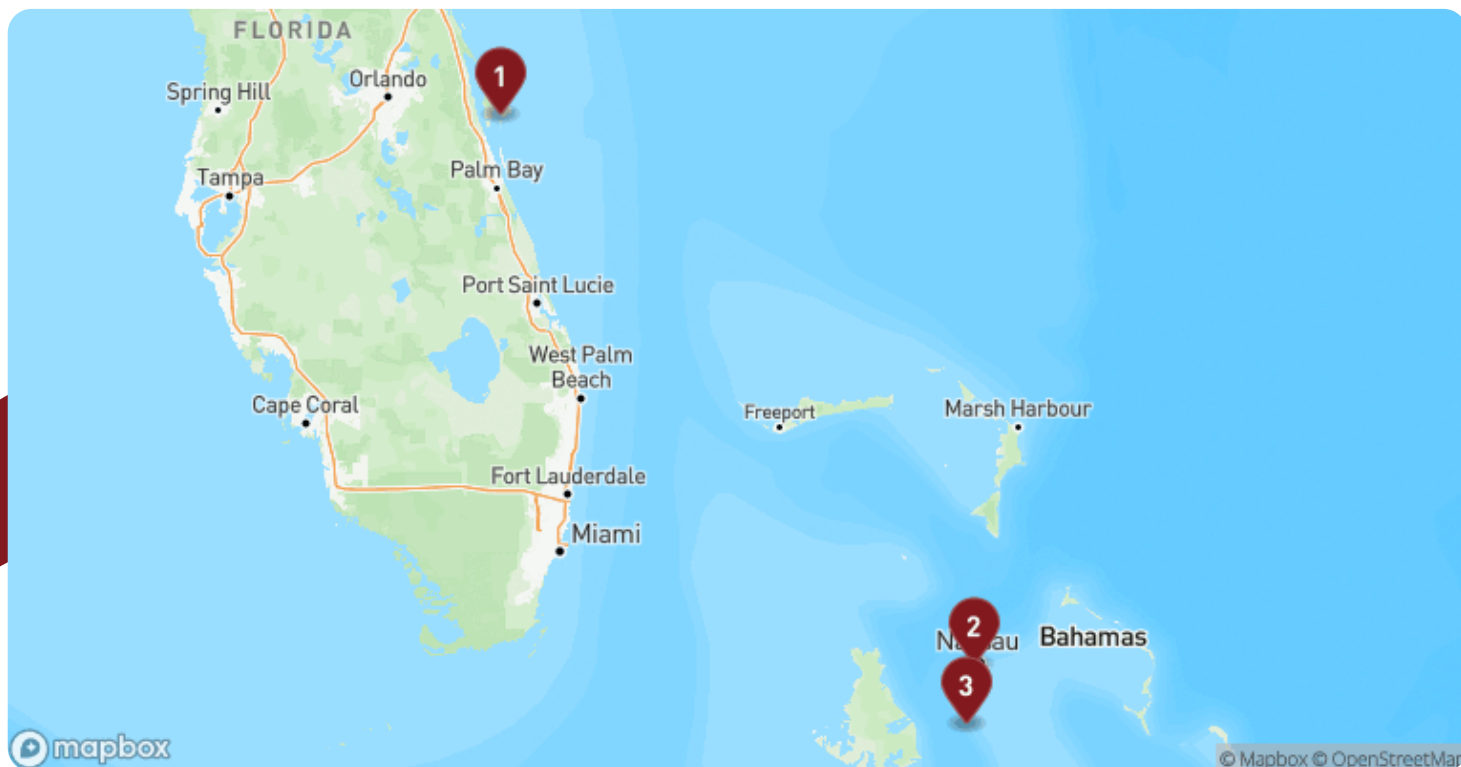 FLORIDA
1
Orlando
Spring Hill
Palm Bay
Tampa
Port Saint Lucie
West Palm
Beach
Cape Coral
Freeport
Marsh Harbour
Fort Lauderdale
Miami
2
Bahamas
3
mapbox
© Mapbox © OpenStreetMap